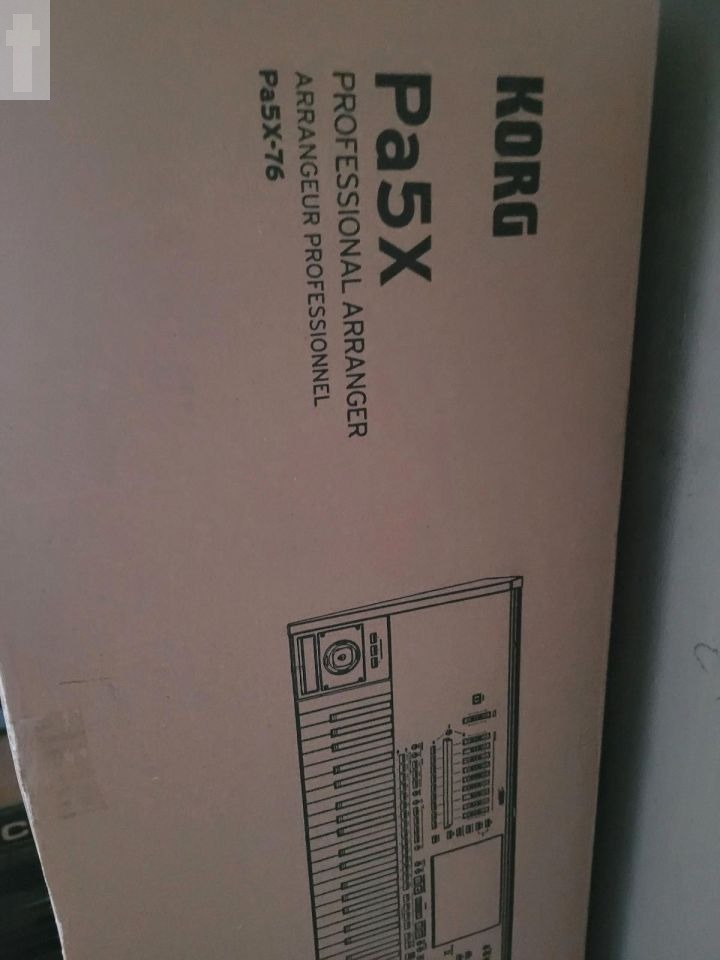 KORG
Pa5X
PROFESSIONAL ARRANGER
ARRANGEUR PROFESSIONNEL
Pa5X-76